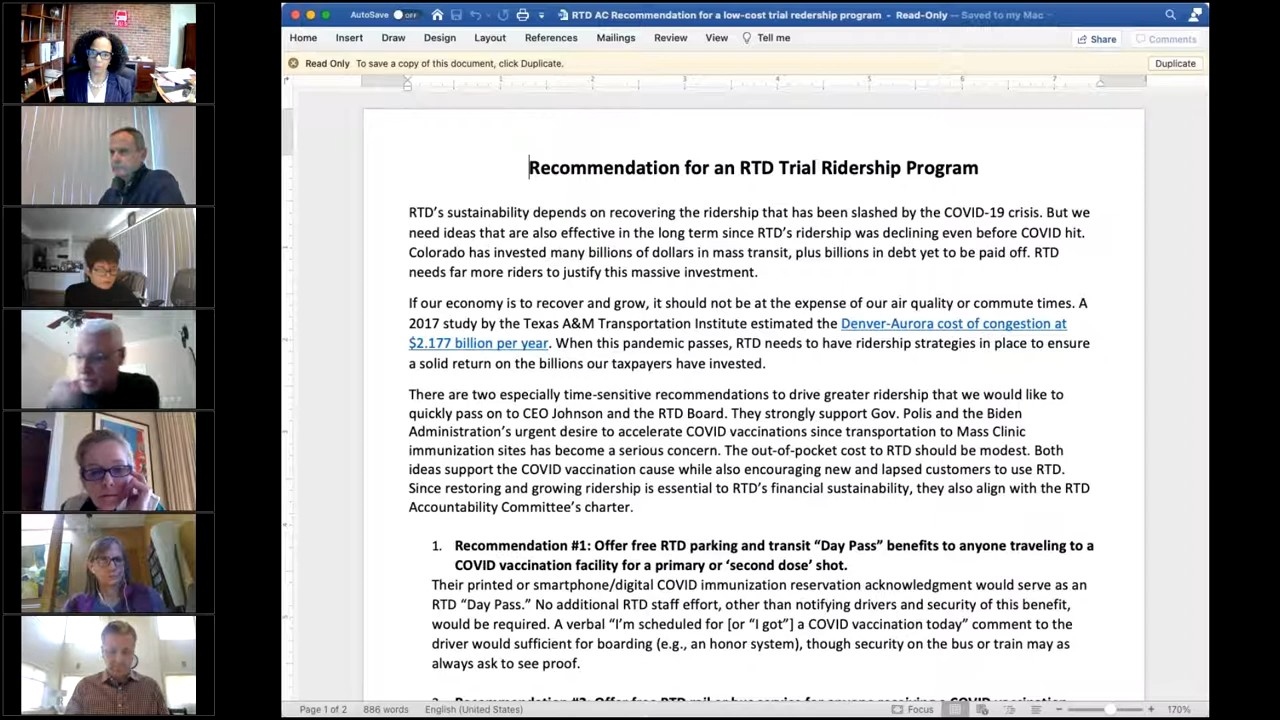 AutoSave OFF RTD AC Recommendation for a low-cost trial redership program - Read-Only — Saved to my Mac
Home Insert Draw Design Layout References Mailings Review View Tell me Share Comments
Read Only To save a copy of this document, click Duplicate. Duplicate
1 2 3 4 5 6 7
Recommendation for an RTD Trial Ridership Program
RTD’s sustainability depends on recovering the ridership that has been slashed by the COVID-19 crisis. But we
need ideas that are also effective in the long term since RTD’s ridership was declining even before COVID hit.
Colorado has invested many billions of dollars in mass transit, plus billions in debt yet to be paid off. RTD
needs far more riders to justify this massive investment.
If our economy is to recover and grow, it should not be at the expense of our air quality or commute times. A
2017 study by the Texas A&M Transportation Institute estimated the Denver-Aurora cost of congestion at
$2.177 billion per year. When this pandemic passes, RTD needs to have ridership strategies in place to ensure
a solid return on the billions our taxpayers have invested.
There are two especially time-sensitive recommendations to drive greater ridership that we would like to
quickly pass on to CEO Johnson and the RTD Board. They strongly support Gov. Polis and the Biden
Administration’s urgent desire to accelerate COVID vaccinations since transportation to Mass Clinic
immunization sites has become a serious concern. The out-of-pocket cost to RTD should be modest. Both
ideas support the COVID vaccination cause while also encouraging new and lapsed customers to use RTD.
Since restoring and growing ridership is essential to RTD’s financial sustainability, they also align with the RTD
Accountability Committee’s charter.
1. Recommendation #1: Offer free RTD parking and transit “Day Pass” benefits to anyone traveling to a
COVID vaccination facility for a primary or ‘second dose’ shot.
Their printed or smartphone/digital COVID immunization reservation acknowledgment would serve as an
RTD “Day Pass.” No additional RTD staff effort, other than notifying drivers and security of this benefit,
would be required. A verbal “I’m scheduled for [or “I got”] a COVID vaccination today” comment to the
driver would sufficient for boarding (e.g., an honor system), though security on the bus or train may as
always ask to see proof.
Page 1 of 2 886 words English (United States) Focus 170%